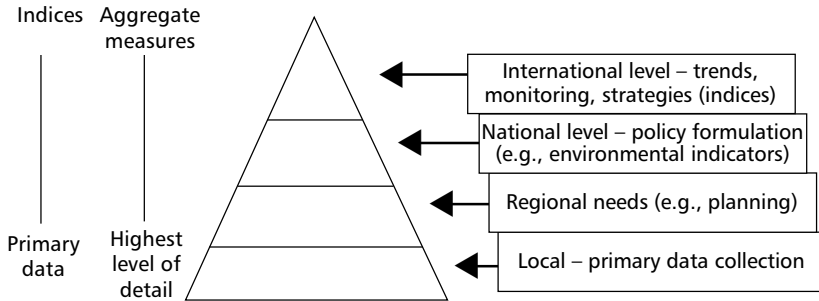 Indices
Aggregate
measures
International level – trends,
monitoring, strategies (indices)
National level – policy formulation
(e.g., environmental indicators)
Regional needs (e.g., planning)
Primary
data
Highest
level of
detail
Local – primary data collection